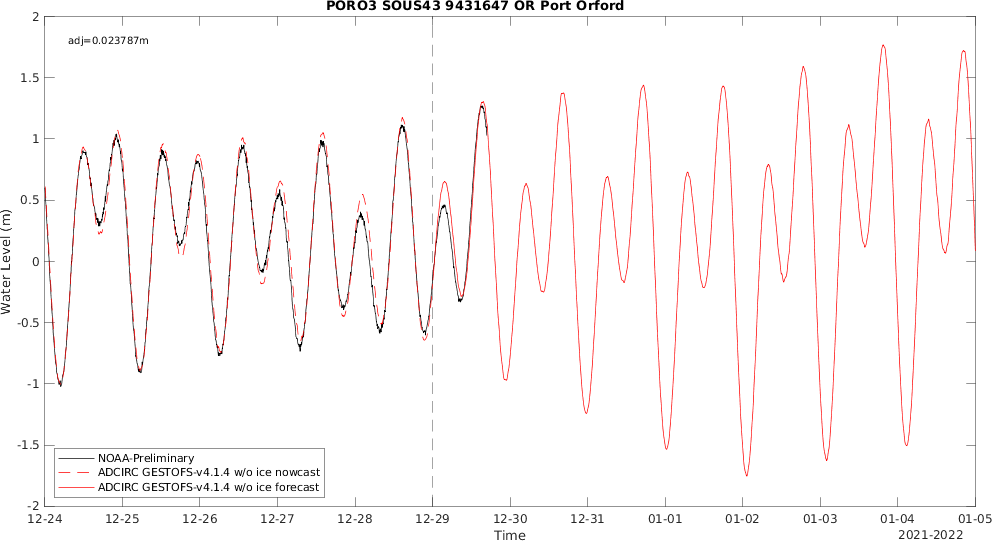 PORO3 SOUS43 9431647 OR Port Orford
adj=0.023787m
Water Level (m)
2
1.5
1
0.5
0
-0.5
-1
-1.5
-2
NOAA-Preliminary
ADCIRC GESTOFS-v4.1.4 w/o ice nowcast
ADCIRC GESTOFS-v4.1.4 w/o ice forecast
12-24 12-25 12-26 12-27 12-28 12-29 12-30 12-31 01-01 01-02 01-03 01-04 01-05
Time
2021-2022